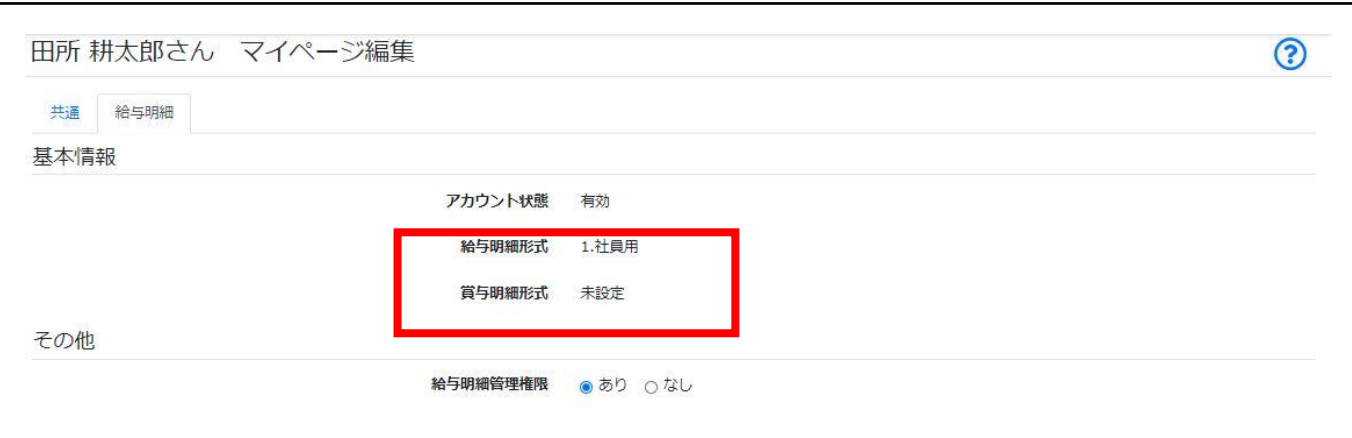 田所 耕太郎さん　マイページ編集
共通 給与明細
基本情報
アカウント状態 有効
給与明細形式 1.社員用
賞与明細形式 未設定
その他
給与明細管理権限 あり なし